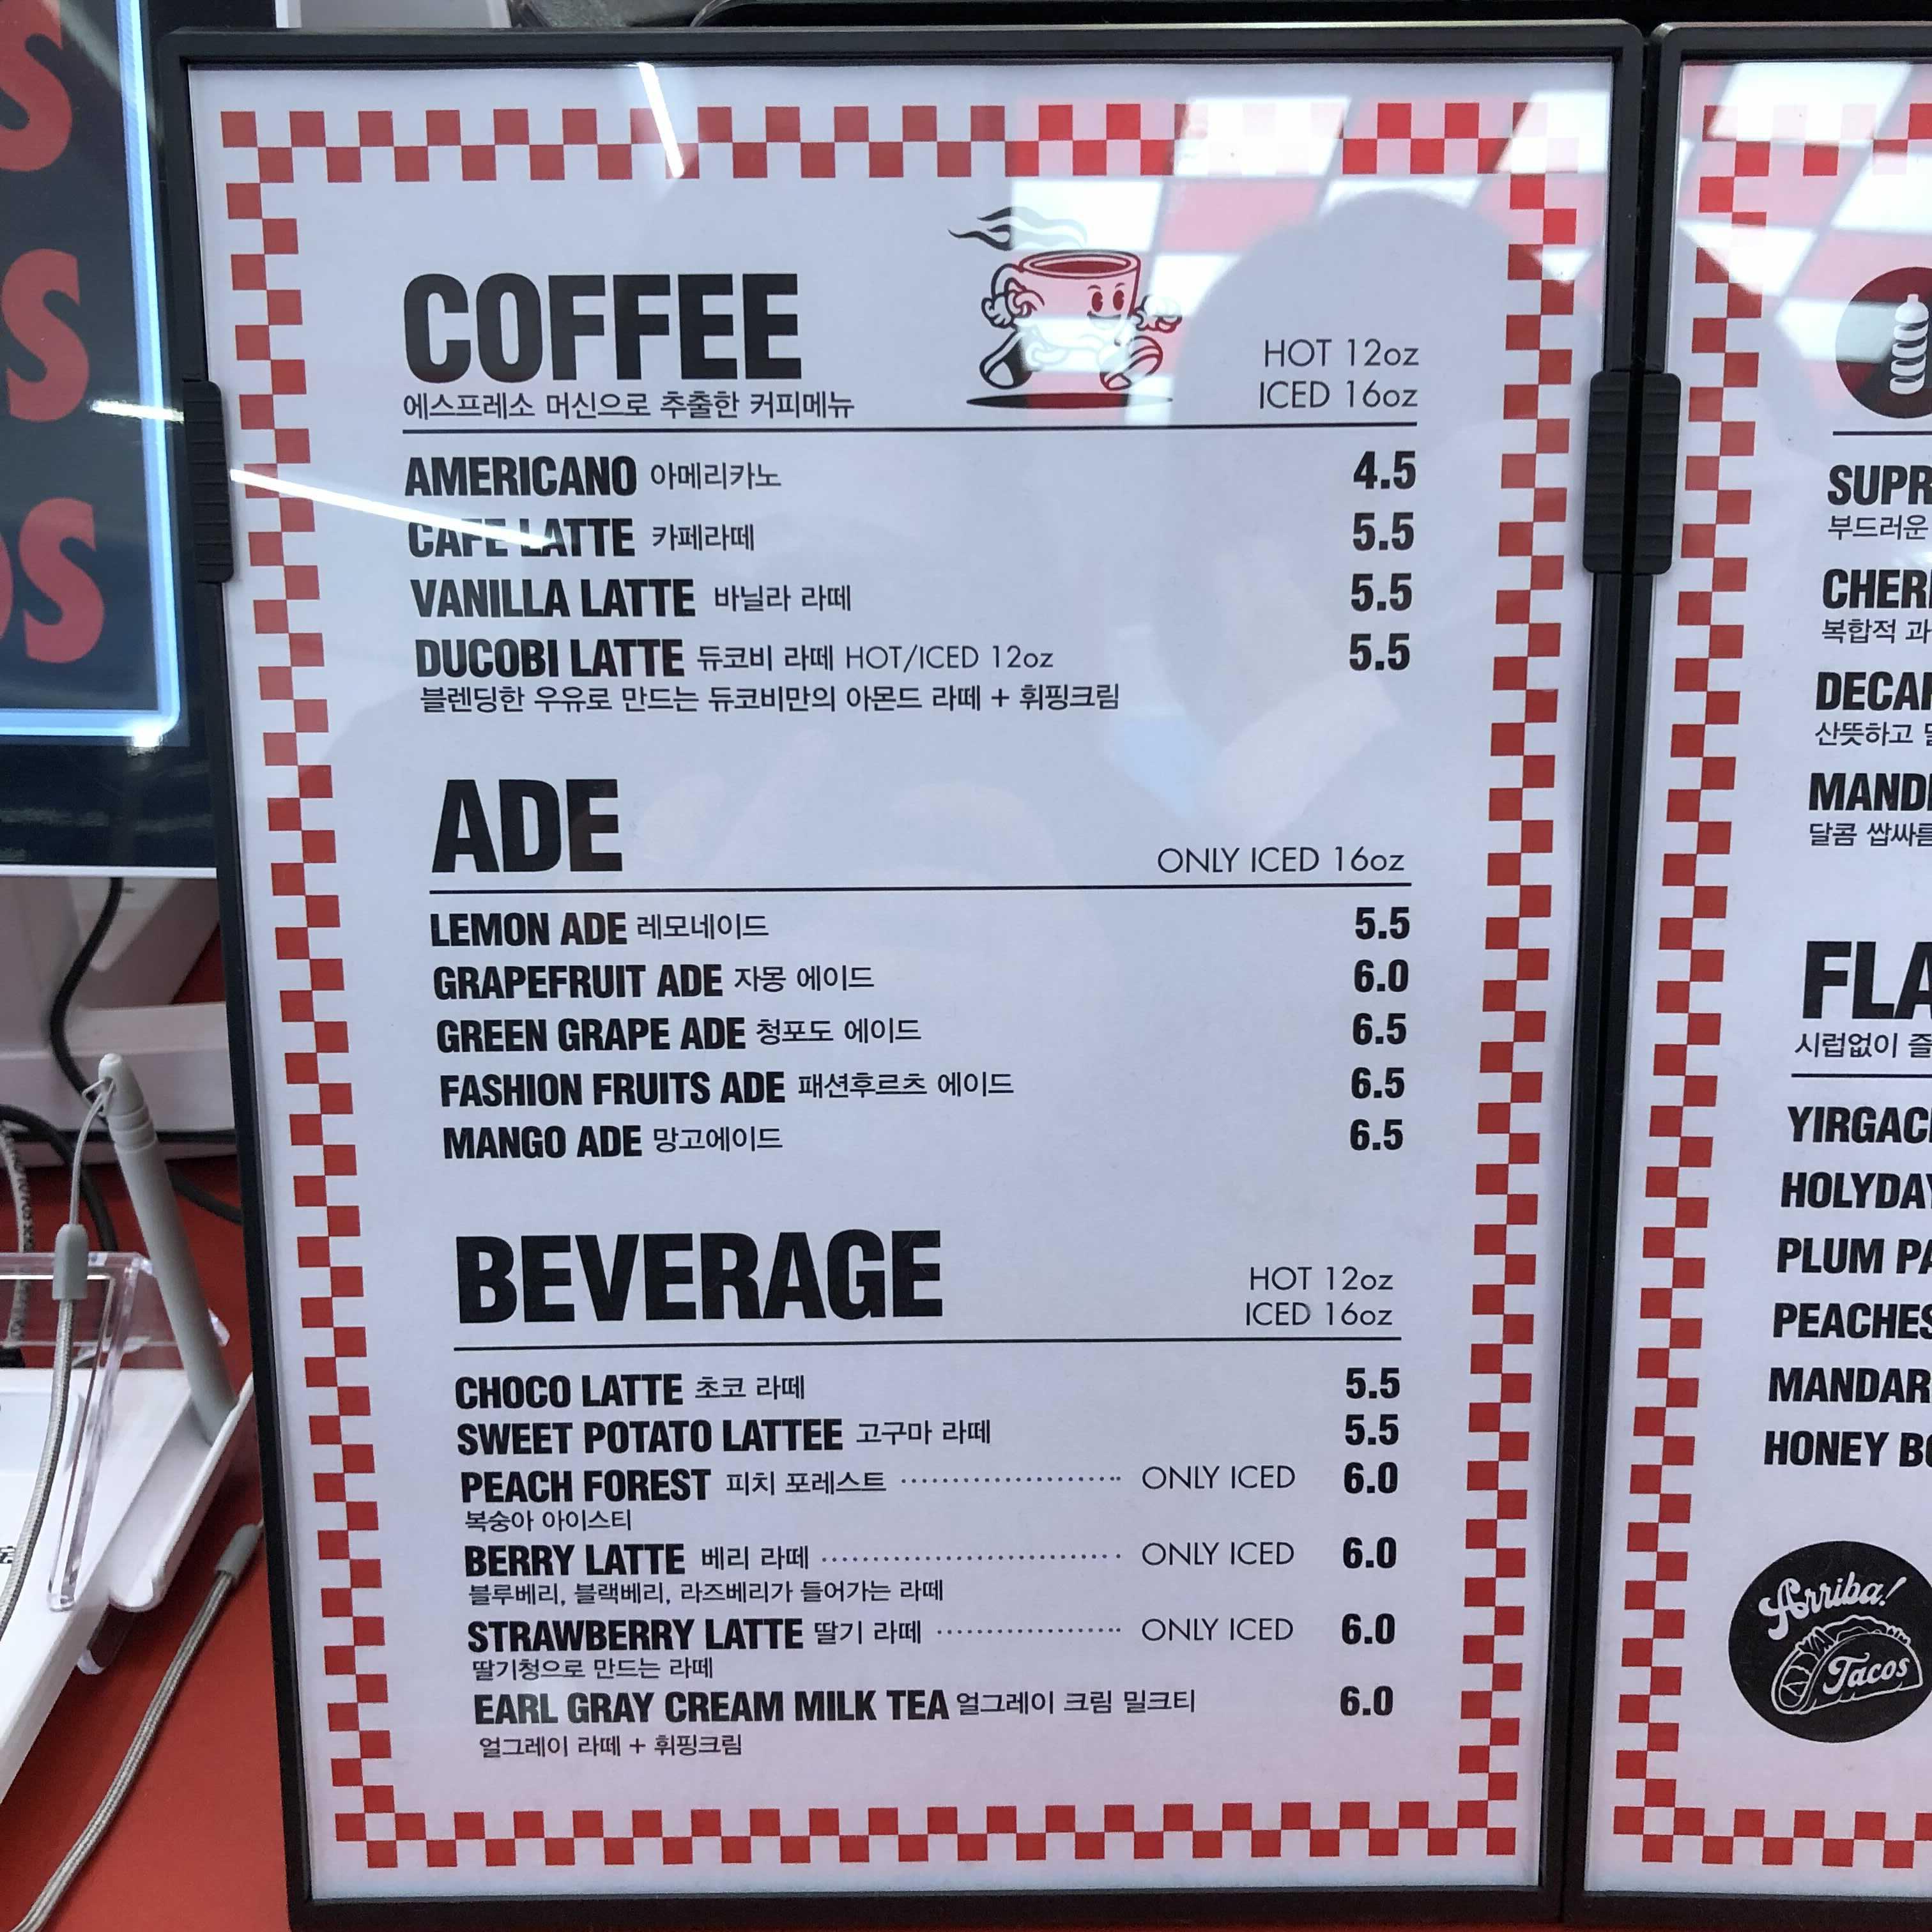 S
S
OS
COFFEE
에스프레소 머신으로 추출한 커피메뉴
HOT 12oz
ICED 16oz
AMERICANO 아메리카노 4.5
CAFE LATTE 카페라떼 5.5
VANILLA LATTE 바닐라 라떼 5.5
DUCOBI LATTE 듀코비 라떼 HOT/ICED 12oz 5.5
블렌딩한 우유로 만드는 듀코비만의 아몬드 라떼 + 휘핑크림
ADE
ONLY ICED 16oz
LEMON ADE 레모네이드 5.5
GRAPEFRUIT ADE 자몽 에이드 6.0
GREEN GRAPE ADE 청포도 에이드 6.5
FASHION FRUITS ADE 패션후르츠 에이드 6.5
MANGO ADE 망고에이드 6.5
BEVERAGE
HOT 12oz
ICED 16oz
CHOCO LATTE 초코 라떼 5.5
SWEET POTATO LATTEE 고구마 라떼 5.5
PEACH FOREST 피치 포레스트 ONLY ICED 6.0
복숭아 아이스티
BERRY LATTE 베리 라떼 ONLY ICED 6.0
블루베리, 블랙베리, 라즈베리가 들어가는 라떼
STRAWBERRY LATTE 딸기 라떼 ONLY ICED 6.0
딸기청으로 만드는 라떼
EARL GRAY CREAM MILK TEA 얼그레이 크림 밀크티 6.0
얼그레이 라떼 + 휘핑크림
SUPR
부드러운
CHER
복합적 과
DECAF
산뜻하고
MAND
달콤 쌉싸름
FLA
시럽없이 즐
YIRGAC
HOLYDAY
PLUM PA
PEACHES
MANDAR
HONEY BO
Arriba!
Tacos